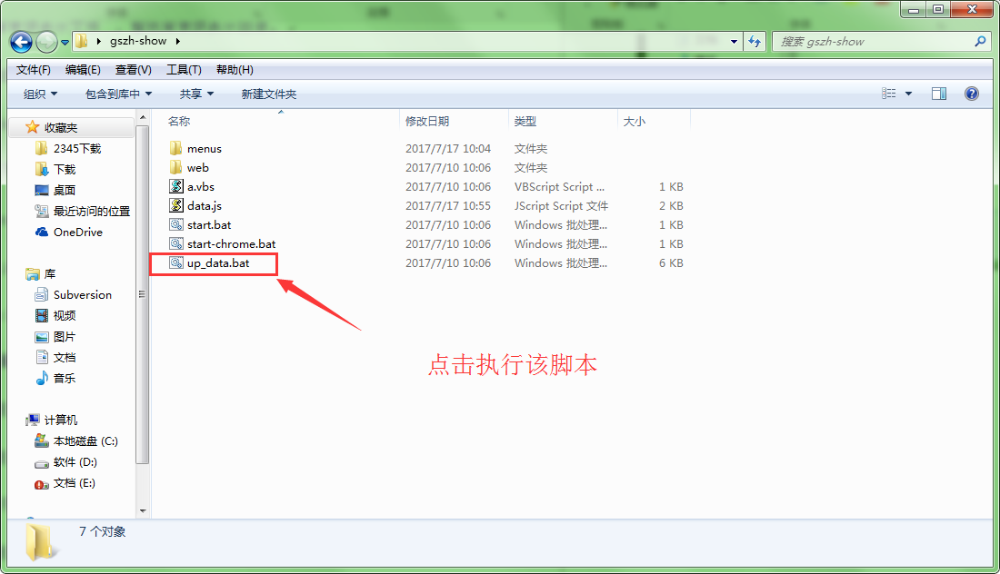 gszh-show
搜索 gszh-show
文件(F) 编辑(E) 查看(V) 工具(T) 帮助(H)
组织 包含到库中 共享 新建文件夹
名称 修改日期 类型 大小
收藏夹
2345下载
下载
桌面
最近访问的位置
OneDrive
库
Subversion
视频
图片
文档
音乐
计算机
本地磁盘 (C:)
软件 (D:)
文档 (E:)
menus 2017/7/17 10:04 文件夹
web 2017/7/10 10:06 文件夹
a.vbs 2017/7/10 10:06 VBScript Script ... 1 KB
data.js 2017/7/17 10:55 JScript Script 文件 2 KB
start.bat 2017/7/10 10:06 Windows 批处理... 1 KB
start-chrome.bat 2017/7/10 10:06 Windows 批处理... 1 KB
up_data.bat 2017/7/10 10:06 Windows 批处理... 6 KB
点击执行该脚本
7 个对象